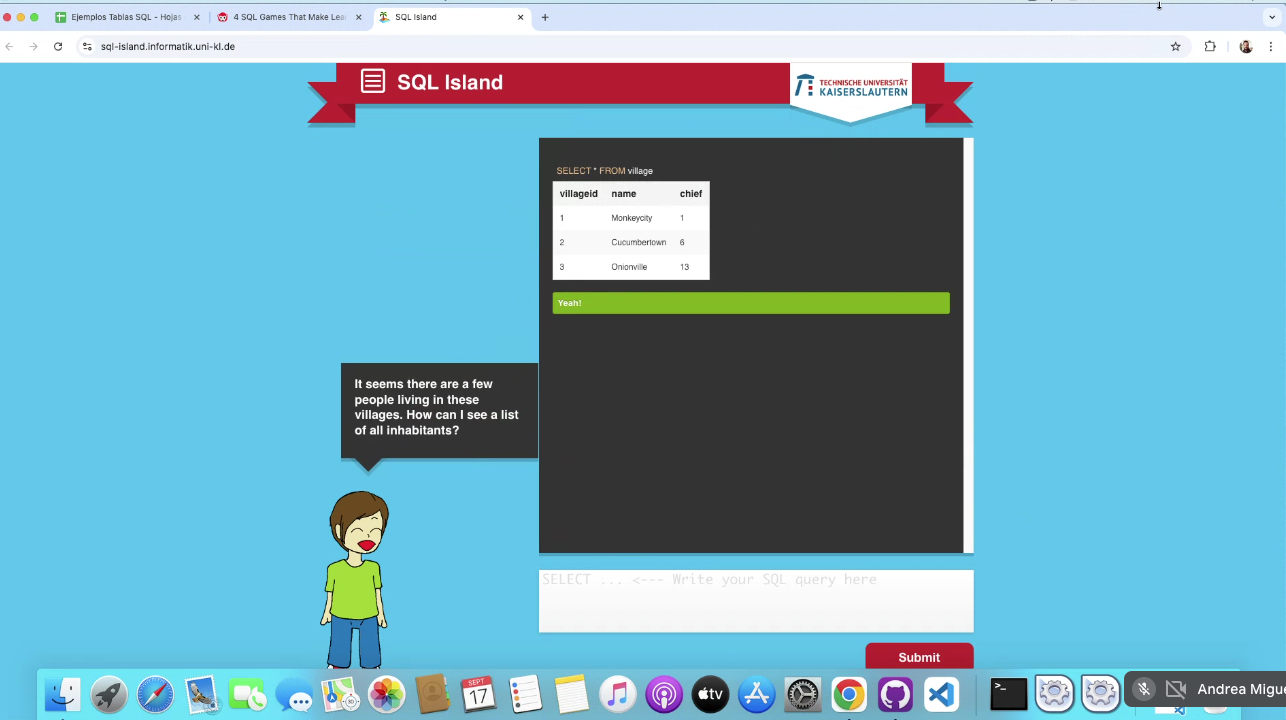 Ejemplos Tablas SQL - Hojas
4 SQL Games That Make Lea
SQL Island
sql-island.informatik.uni-kl.de
SQL Island
TECHNISCHE UNIVERSITÄT
KAISERSLAUTERN
SELECT * FROM village
villageid name chief
1 Monkeycity 1
2 Cucumbertown 6
3 Onionville 13
Yeah!
It seems there are a few
people living in these
villages. How can I see a list
of all inhabitants?
SELECT ... <--- Write your SQL query here
Submit
SEPT
17
tv
>_
Andrea Migue